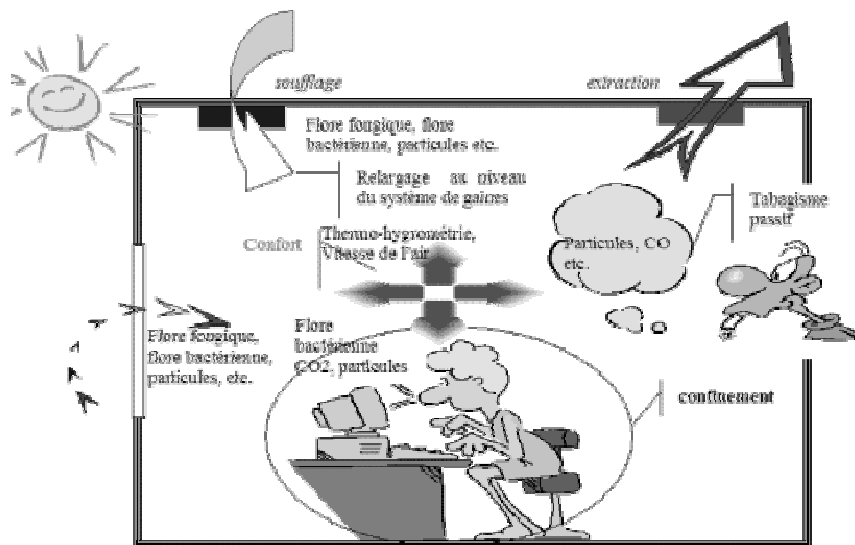 soufflage
extraction
Flore fongique, flore
bactérienne, particules etc.
Relargage au niveau
du système de gaines
Tabagisme
passif
Confort
Thermo-hygrométrie,
Vitesse de l'air
Particules, CO
etc..
Flore fongique,
flore bactérienne,
particules, etc.
Flore
bactérienne
CO2, particules
confinement